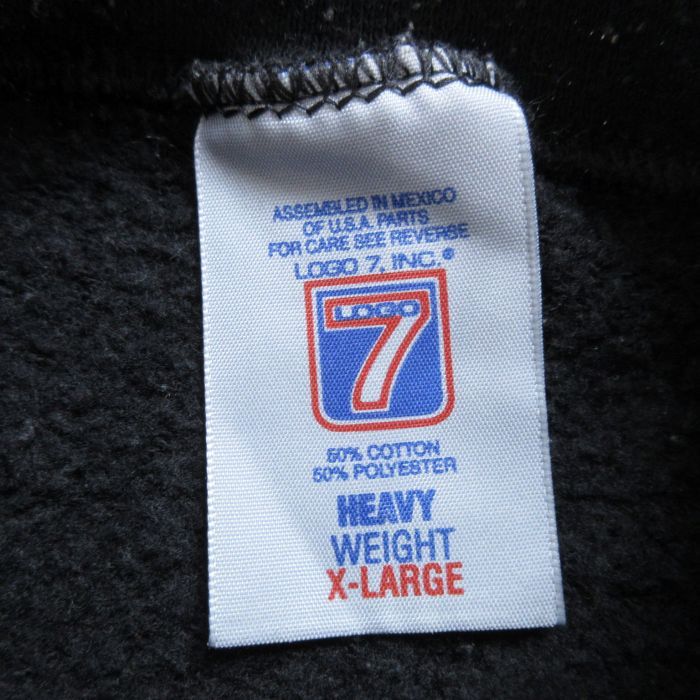 ASSEMBLED IN MEXICO
OF U.S.A. PARTS
FOR CARE SEE REVERSE
LOGO 7, INC.®
LOGO
7
50% COTTON
50% POLYESTER
HEAVY
WEIGHT
X-LARGE